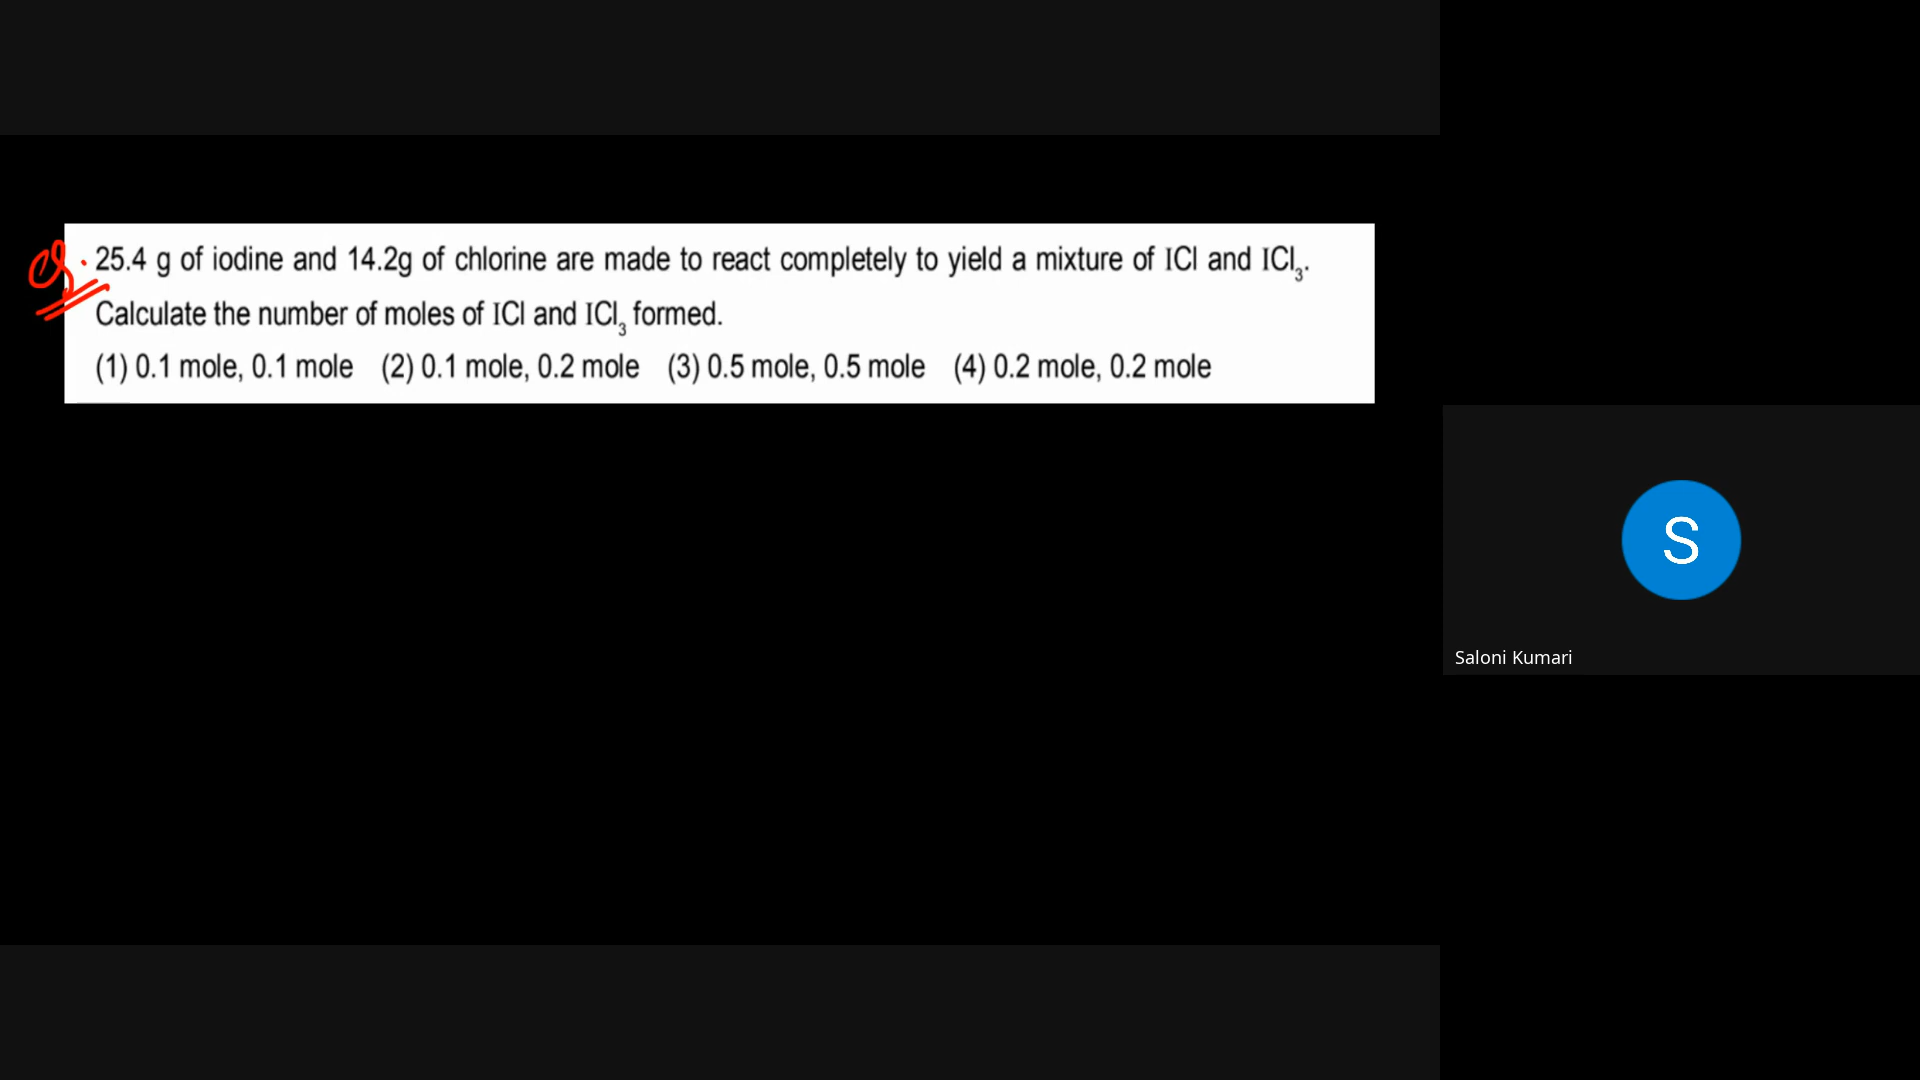 Q. 25.4 g of iodine and 14.2g of chlorine are made to react completely to yield a mixture of ICl and ICl₃.
Calculate the number of moles of ICl and ICl₃ formed.
(1) 0.1 mole, 0.1 mole (2) 0.1 mole, 0.2 mole (3) 0.5 mole, 0.5 mole (4) 0.2 mole, 0.2 mole
S
Saloni Kumari